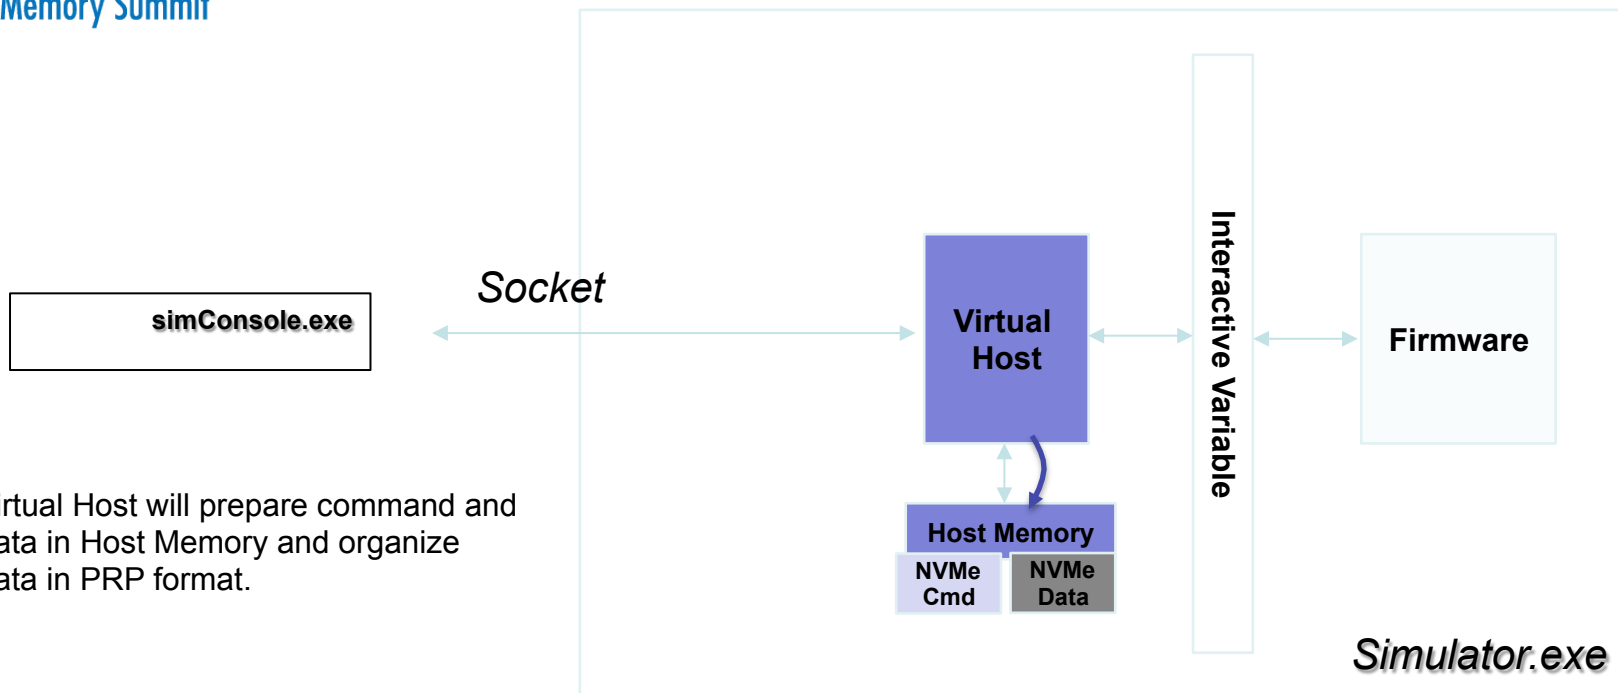 Memory Summit
Socket
simConsole.exe
Virtual
Host
Interactive Variable
Firmware
irtual Host will prepare command and
ata in Host Memory and organize
ata in PRP format.
Host Memory
NVMe
Cmd
NVMe
Data
Simulator.exe